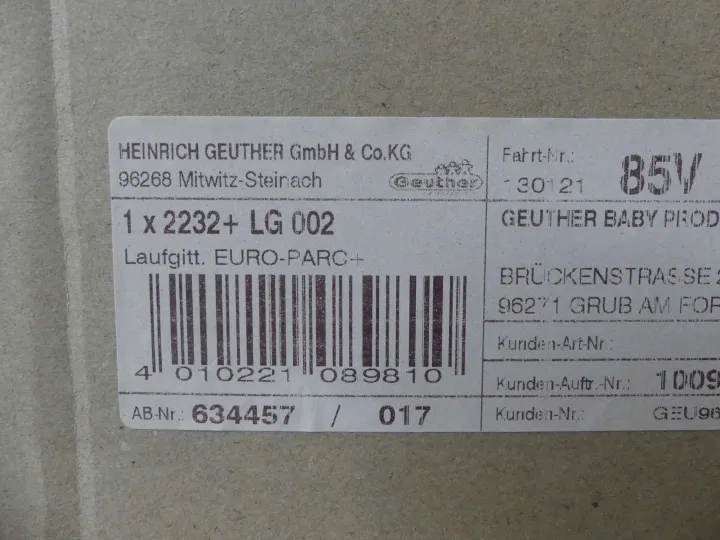 HEINRICH GEUTHER GmbH & Co.KG
96268 Mitwitz-Steinach
Geuther
1 x 2232+ LG 002
Laufgitt. EURO-PARC+
4 010221 089810
AB-Nr.: 634457 / 017
Fahrt-Nr.:
130121 85V
GEUTHER BABY PROD
BRÜCKENSTRASSE 2
96271 GRUB AM FOR
Kunden-Art-Nr.:
Kunden-Auftr.-Nr.: 1009
Kunden-Nr.: GEU96